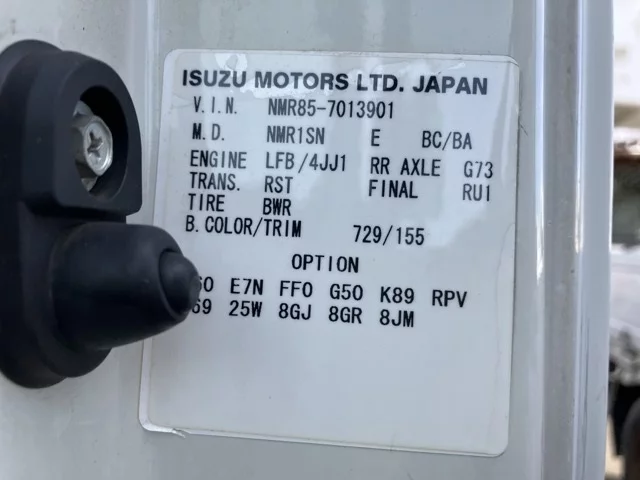 ISUZU MOTORS LTD. JAPAN
V.I.N. NMR85-7013901
M.D. NMR1SN E BC/BA
ENGINE LFB/4JJ1 RR AXLE G73
TRANS. RST FINAL RU1
TIRE BWR
B.COLOR/TRIM 729/155
OPTION
E7N FF0 G50 K89 RPV
25W 8GJ 8GR 8JM